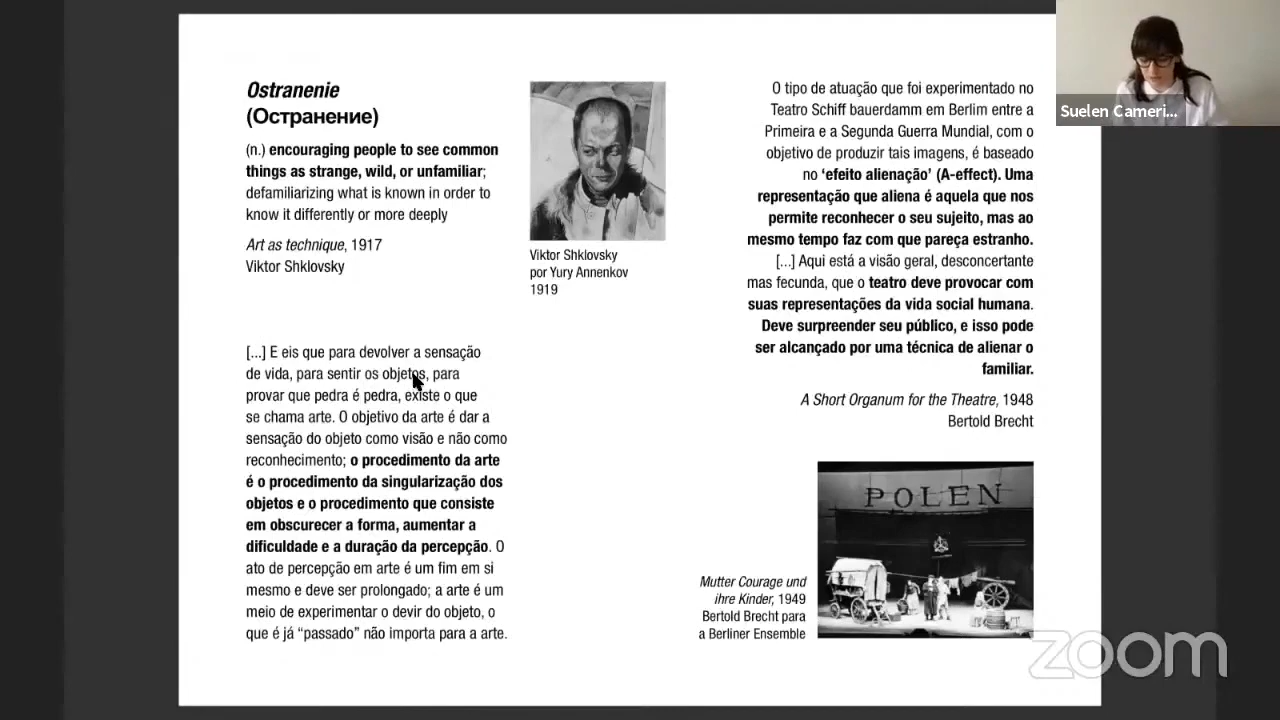 Ostranenie
(Остранение)
(n.) encouraging people to see common
things as strange, wild, or unfamiliar;
defamiliarizing what is known in order to
know it differently or more deeply
Art as technique, 1917
Viktor Shklovsky
Viktor Shklovsky
por Yury Annenkov
1919
[...] E eis que para devolver a sensação
de vida, para sentir os objetos, para
provar que pedra é pedra, existe o que
se chama arte. O objetivo da arte é dar a
sensação do objeto como visão e não como
reconhecimento; o procedimento da arte
é o procedimento da singularização dos
objetos e o procedimento que consiste
em obscurecer a forma, aumentar a
dificuldade e a duração da percepção. O
ato de percepção em arte é um fim em si
mesmo e deve ser prolongado; a arte é um
meio de experimentar o devir do objeto, o
que é já “passado” não importa para a arte.
O tipo de atuação que foi experimentado no
Teatro Schiff bauerdamm em Berlim entre a
Primeira e a Segunda Guerra Mundial, com o
objetivo de produzir tais imagens, é baseado
no ‘efeito alienação’ (A-effect). Uma
representação que aliena é aquela que nos
permite reconhecer o seu sujeito, mas ao
mesmo tempo faz com que pareça estranho.
[...] Aqui está a visão geral, desconcertante
mas fecunda, que o teatro deve provocar com
suas representações da vida social humana.
Deve surpreender seu público, e isso pode
ser alcançado por uma técnica de alienar o
familiar.
A Short Organum for the Theatre, 1948
Bertold Brecht
POLEN
Mutter Courage und
ihre Kinder, 1949
Bertold Brecht para
a Berliner Ensemble
Suelen Cameri...
zoom